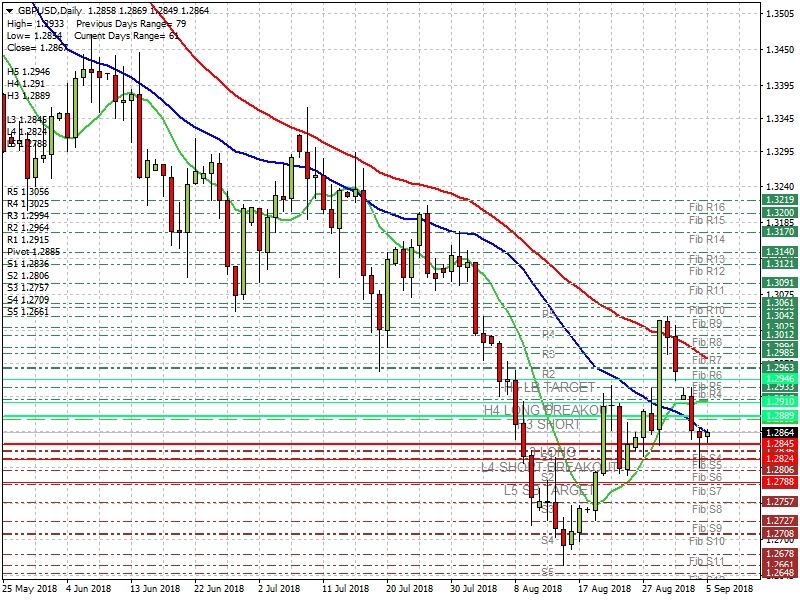 GBPUSD,Daily 1.2858 1.2869 1.2849 1.2864
High= 1.2933 Previous Days Range= 79
Low= 1.2854 Current Days Range= 61
Close= 1.2867
H5 1.2946
H4 1.291
H3 1.2889
L3 1.2845
L4 1.2824
1.2788
R5 1.3056
R4 1.3025
R3 1.2994
R2 1.2964
R1 1.2915
Pivot 1.2885
S1 1.2836
S2 1.2806
S3 1.2757
S4 1.2709
S5 1.2661
Fib R16
Fib R15
Fib R14
Fib R13
Fib R12
Fib R11
Fib R10
Fib R9
Fib R8
Fib R7
Fib R6
Fib R5
Fib R4
R4
R3
R2
LB TARGET
H4 LONG BREAKOUT
SHORT
LONG
L4 SHORT BREAKOUT
S2
L5 SB TARGET
S3
S4
S5
Fib S4
Fib S5
Fib S6
Fib S7
Fib S8
Fib S9
Fib S10
Fib S11
1.3505
1.3450
1.3395
1.3345
1.3295
1.3240
1.3219
1.3200
1.3185
1.3170
1.3140
1.3121
1.3091
1.3075
1.3061
1.3042
1.3025
1.3012
1.2994
1.2985
1.2963
1.2946
1.2933
1.2910
1.2889
1.2864
1.2845
1.2824
1.2806
1.2788
1.2757
1.2727
1.2708
1.2700
1.2678
1.2661
1.2648
25 May 2018 4 Jun 2018 13 Jun 2018 22 Jun 2018 2 Jul 2018 11 Jul 2018 20 Jul 2018 30 Jul 2018 8 Aug 2018 17 Aug 2018 27 Aug 2018 5 Sep 2018